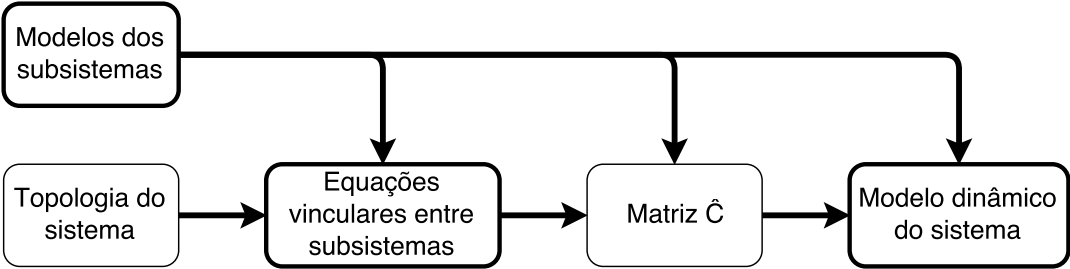 Modelos dos
subsistemas
Topologia do
sistema
Equações
vinculares entre
subsistemas
Matriz Ĉ
Modelo dinâmico
do sistema